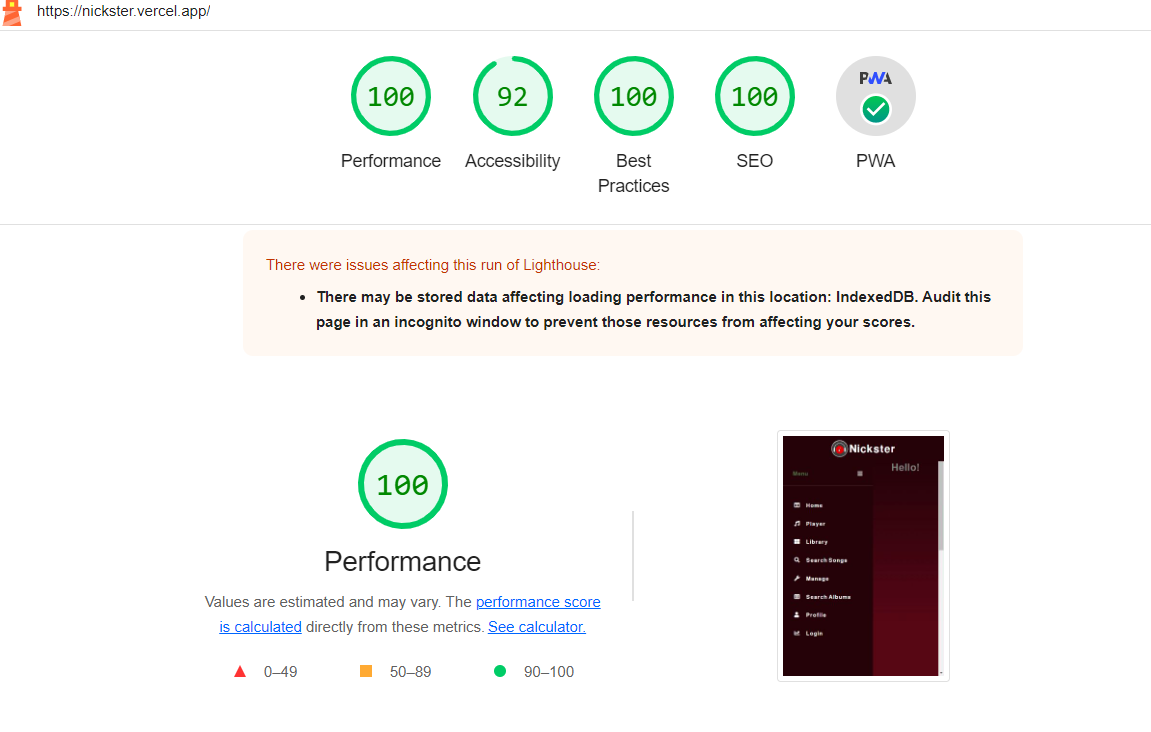 https://nickster.vercel.app/
100
92
100
100
PWA
Performance
Accessibility
Best
Practices
SEO
PWA
There were issues affecting this run of Lighthouse:
There may be stored data affecting loading performance in this location: IndexedDB. Audit this
page in an incognito window to prevent those resources from affecting your scores.
100
Performance
Values are estimated and may vary. The performance score
is calculated directly from these metrics. See calculator.
0–49
50–89
90–100
Nickster
Hello!
Menu
Home
Player
Library
Search Songs
Manage
Search Albums
Profile
Login